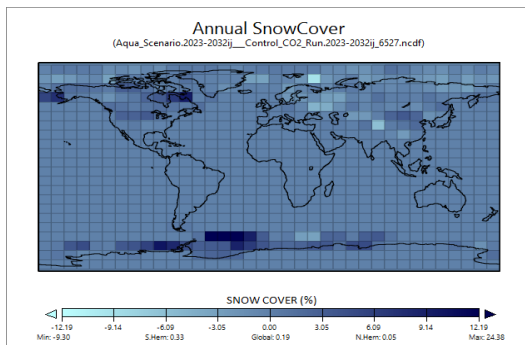 Annual SnowCover
(Aqua_Scenario.2023-2032ij__Control_CO2_Run.2023-2032ij_6527.ncdf)
SNOW COVER (%)
-12.19 -9.14 -6.09 -3.05 0.00 3.05 6.09 9.14 12.19
Min: -9.30 S.Hem: 0.33 Global: 0.19 N.Hem: 0.05 Max: 24.38